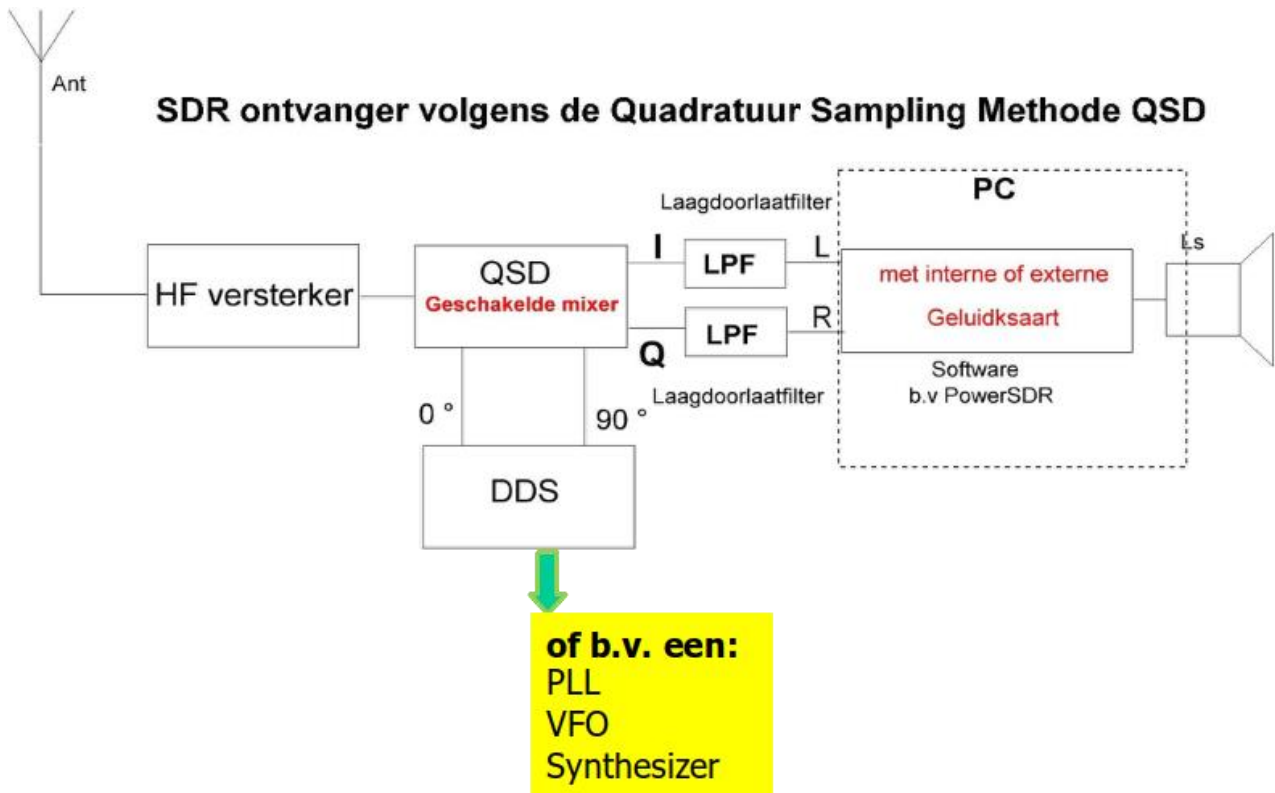 Ant
SDR ontvanger volgens de Quadratuur Sampling Methode QSD
PC
Laagdoorlaatfilter
I
LPF
L
Ls
HF versterker
QSD
Geschakelde mixer
met interne of externe
Geluidksaart
Q
LPF
R
Software
b.v PowerSDR
Laagdoorlaatfilter
0 °
90 °
DDS
of b.v. een:
PLL
VFO
Synthesizer